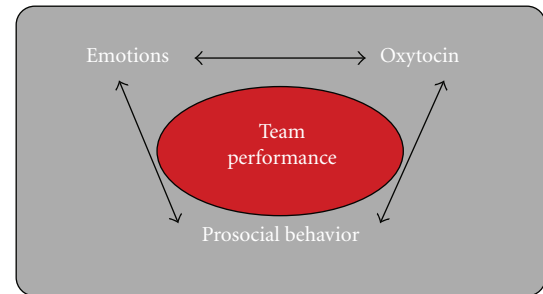 Emotions
Oxytocin
Team
performance
Prosocial behavior